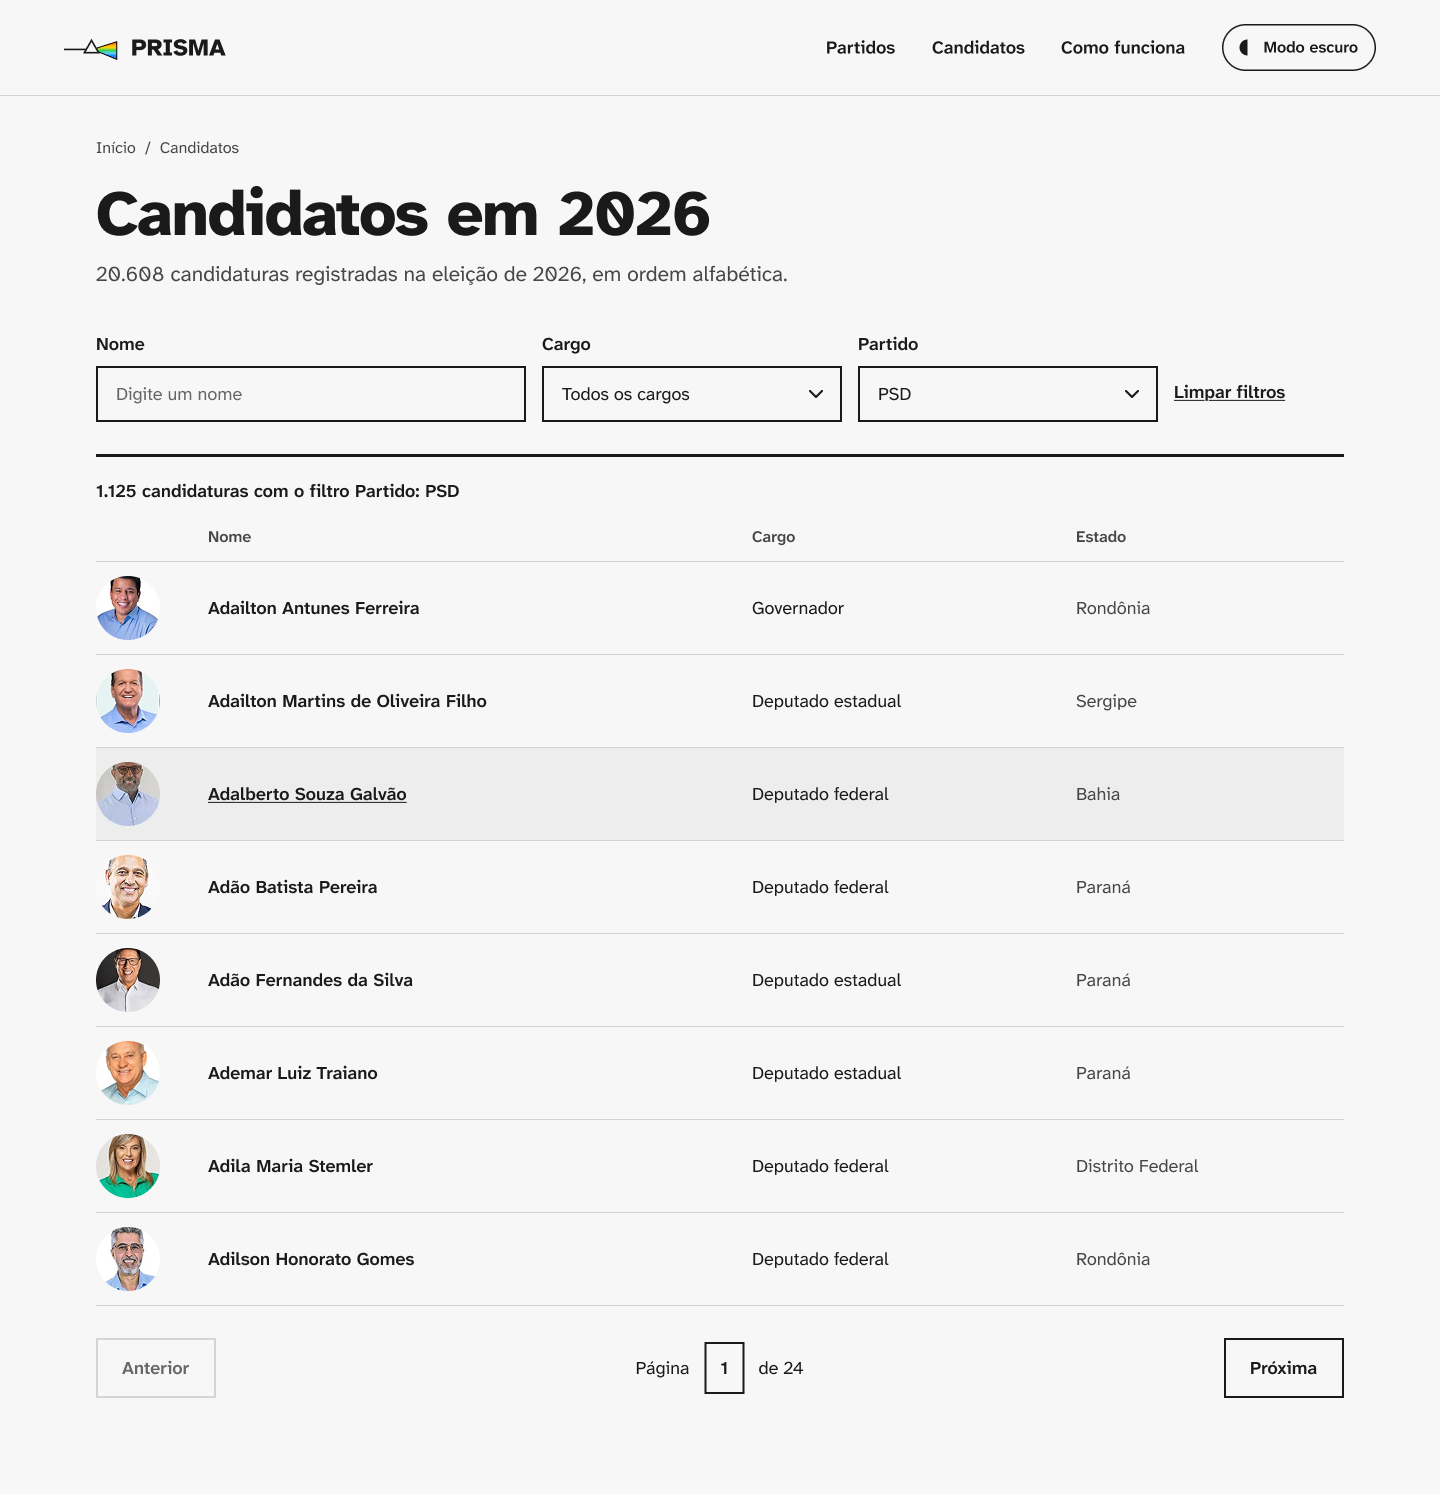 PRISMA
Partidos
Candidatos
Como funciona
Modo escuro
Início / Candidatos
Candidatos em 2026
20.608 candidaturas registradas na eleição de 2026, em ordem alfabética.
Nome
Cargo
Partido
Digite um nome
Todos os cargos
PSD
Limpar filtros
1.125 candidaturas com o filtro Partido: PSD
Nome Cargo Estado
Adailton Antunes Ferreira Governador Rondônia
Adailton Martins de Oliveira Filho Deputado estadual Sergipe
Adalberto Souza Galvão Deputado federal Bahia
Adão Batista Pereira Deputado federal Paraná
Adão Fernandes da Silva Deputado estadual Paraná
Ademar Luiz Traiano Deputado estadual Paraná
Adila Maria Stemler Deputado federal Distrito Federal
Adilson Honorato Gomes Deputado federal Rondônia
Anterior
Página 1 de 24
Próxima